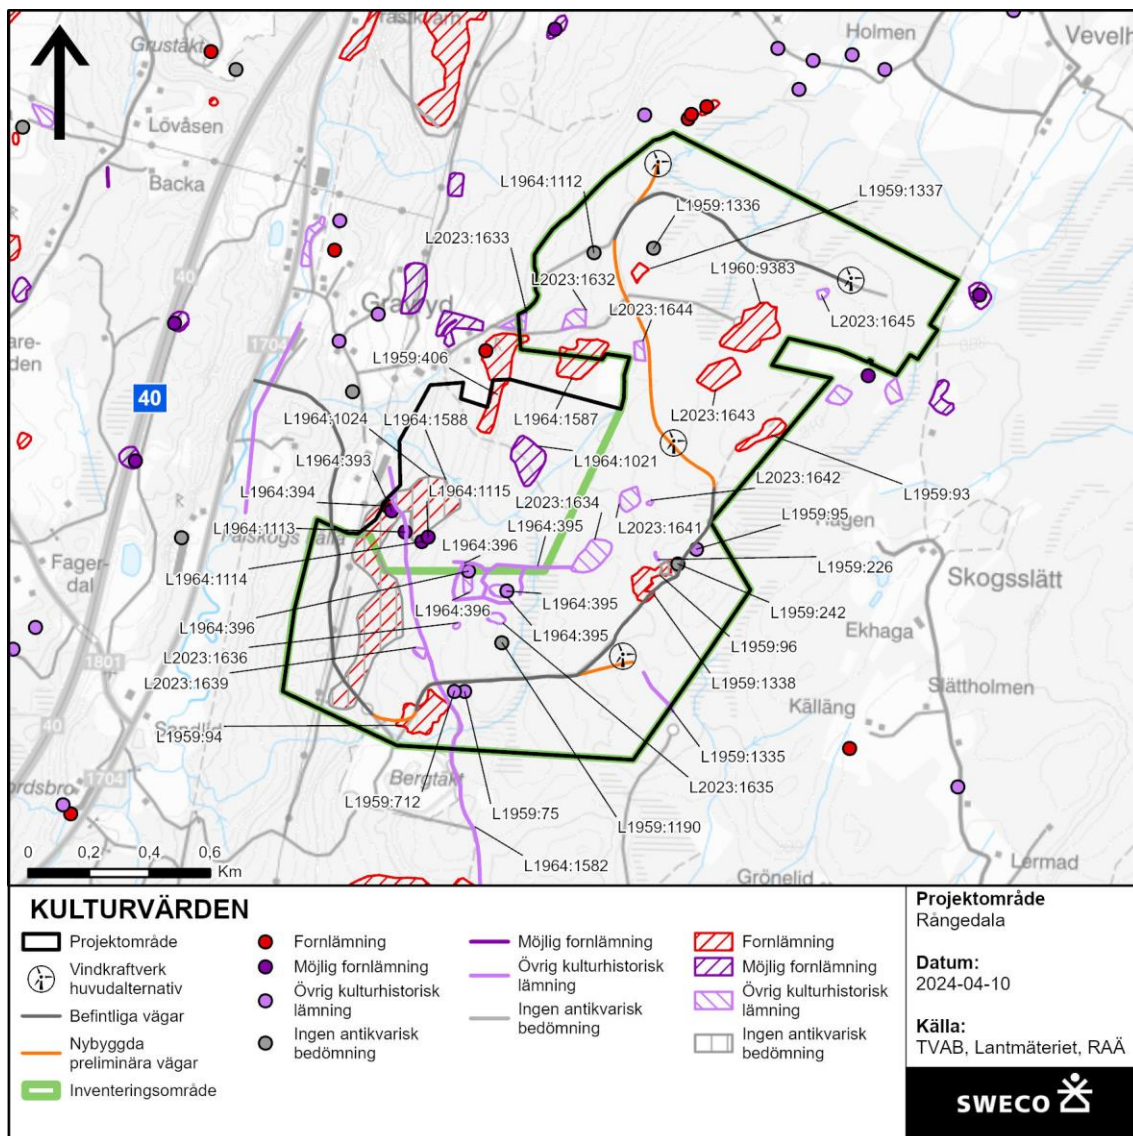 Grustäkt
Holmen
Vevelh
Lövåsen
Backa
L1964:1112
L1959:1337
L1959:1336
L2023:1633
L1960:9383
L2023:1632
40
L2023:1644
L2023:1645
1704
L1959:406
40
L2023:1643
L1964:1587
L1964:1588
L1964:1024
L1964:1021
L1964:393
L2023:1642
L1964:394
L1964:1115
L1959:93
L2023:1634
L1964:1113
L1964:395
L2023:1641
L1959:95
Fager-
dal
L1964:396
L1959:226
Skogsslätt
L1964:1114
L1964:396
L1964:395
L1959:242
L1964:396
L1964:395
Ekhaga
L2023:1636
L1959:96
1801
L2023:1639
L1959:1338
Slättholmen
Källäng
40
L1959:94
L1959:1335
1704
Bergtäkt
L2023:1635
L1959:712
L1959:75
L1959:1190
L1964:1582
Lermad
Grönelid
0 0,2 0,4 0,6
Km
KULTURVÄRDEN
Projektområde
Vindkraftverk
huvudalternativ
Befintliga vägar
Nybyggda
preliminära vägar
Inventeringsområde
Fornlämning
Möjlig fornlämning
Övrig kulturhistorisk
lämning
Ingen antikvarisk
bedömning
Möjlig fornlämning
Övrig kulturhistorisk
lämning
Ingen antikvarisk
bedömning
Fornlämning
Möjlig fornlämning
Övrig kulturhistorisk
lämning
Ingen antikvarisk
bedömning
Projektområde
Rångedala
Datum:
2024-04-10
Källa:
TVAB, Lantmäteriet, RAÄ
SWECO